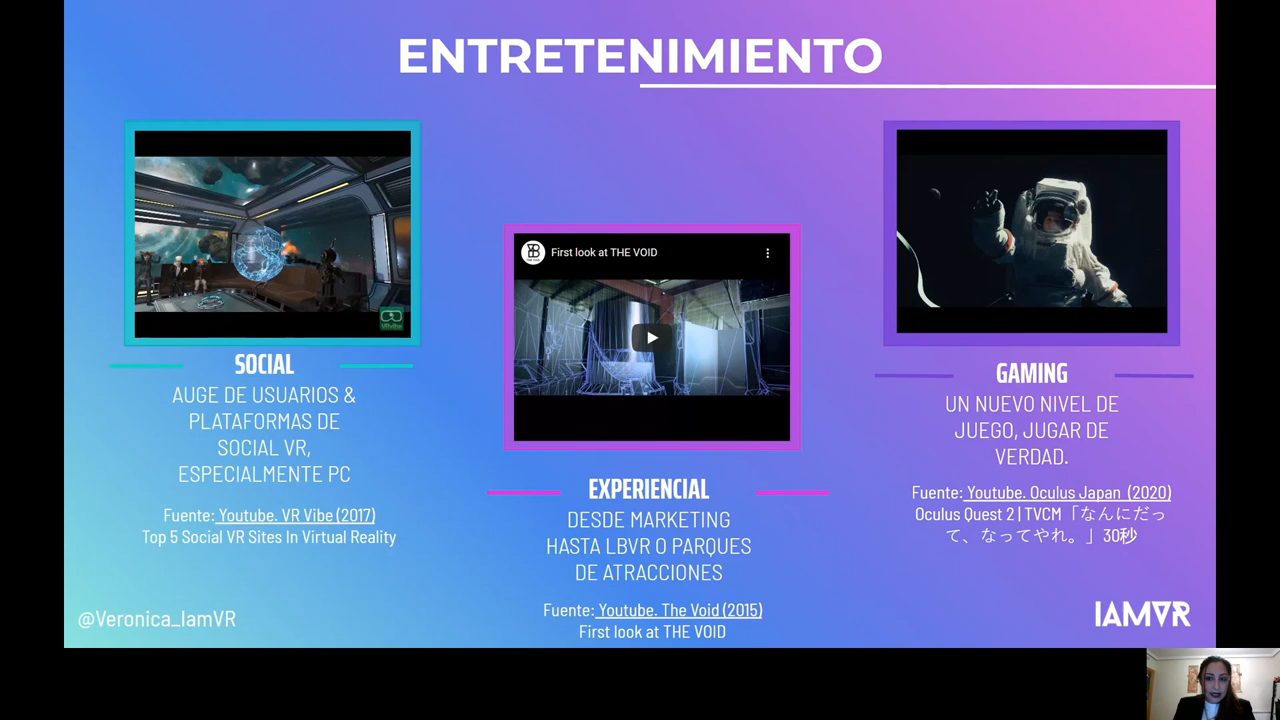 ENTRETENIMIENTO
VRVibe
SOCIAL
AUGE DE USUARIOS &
PLATAFORMAS DE
SOCIAL VR,
ESPECIALMENTE PC
Fuente: Youtube. VR Vibe (2017)
Top 5 Social VR Sites In Virtual Reality
First look at THE VOID
EXPERIENCIAL
DESDE MARKETING
HASTA LBVR O PARQUES
DE ATRACCIONES
Fuente: Youtube. The Void (2015)
First look at THE VOID
GAMING
UN NUEVO NIVEL DE
JUEGO, JUGAR DE
VERDAD.
Fuente: Youtube. Oculus Japan (2020)
Oculus Quest 2 | TVCM「なんにだっ
て、なってやれ。」30秒
@Veronica_IamVR
IAMVR